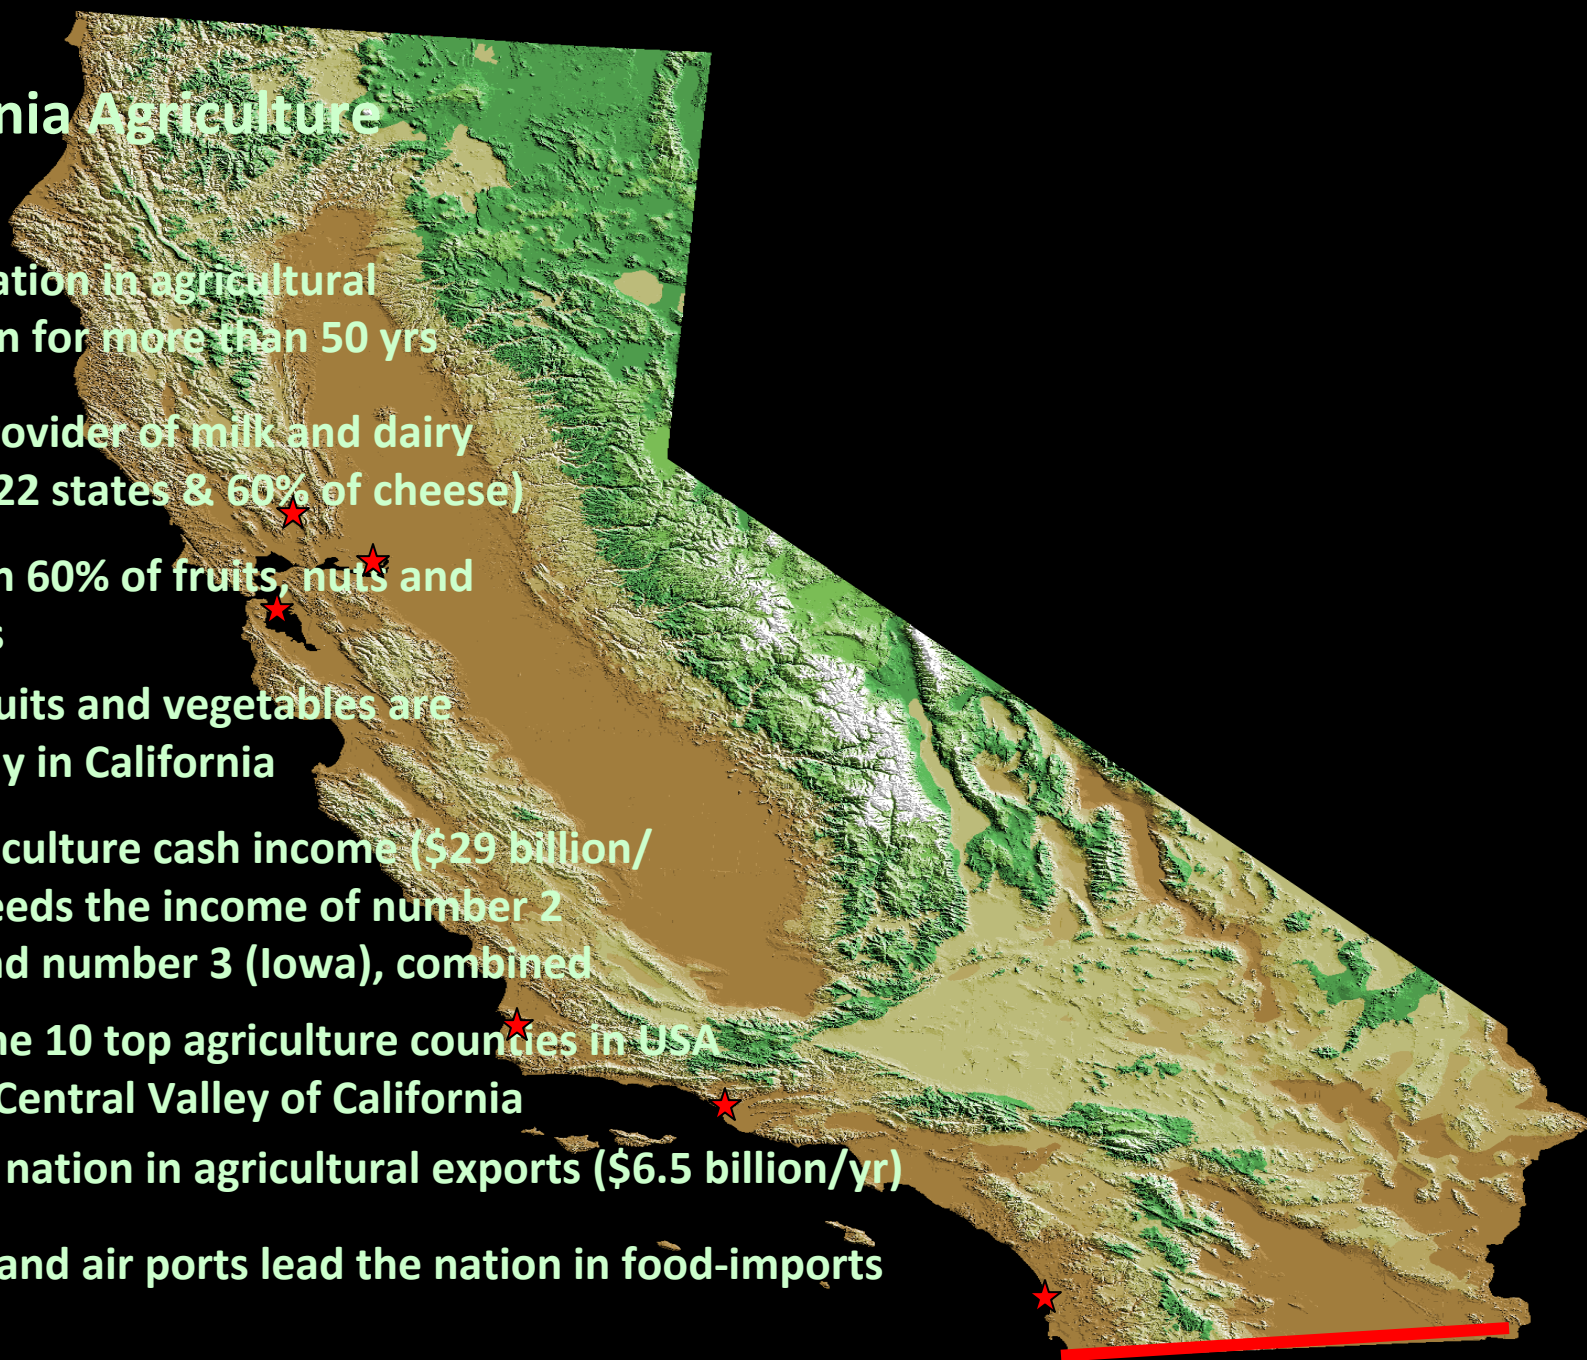 nia Agriculture
ation in agricultural
n for more than 50 yrs
ovider of milk and dairy
22 states & 60% of cheese)
n 60% of fruits, nuts and
s
uits and vegetables are
y in California
iculture cash income ($29 billion/
eeds the income of number 2
nd number 3 (Iowa), combined
ne 10 top agriculture counties in USA
Central Valley of California
nation in agricultural exports ($6.5 billion/yr)
and air ports lead the nation in food-imports